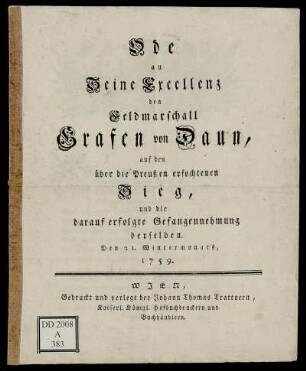 Ode
an
Seine Excellenz
den
Feldmarschall
Grafen von Daun,
auf den
über die Preußen erfochtenen
Sieg,
und die
darauf erfolgte Gefangennehmung
derselben.
Den 21. Wintermonats,
1759.
WIEN,
Gedruckt und verlegt bey Johann Thomas Trattnern,
Kaiserl. Königl. Hofbuchdruckern und
Buchhändlern.
DD 2008
A
383